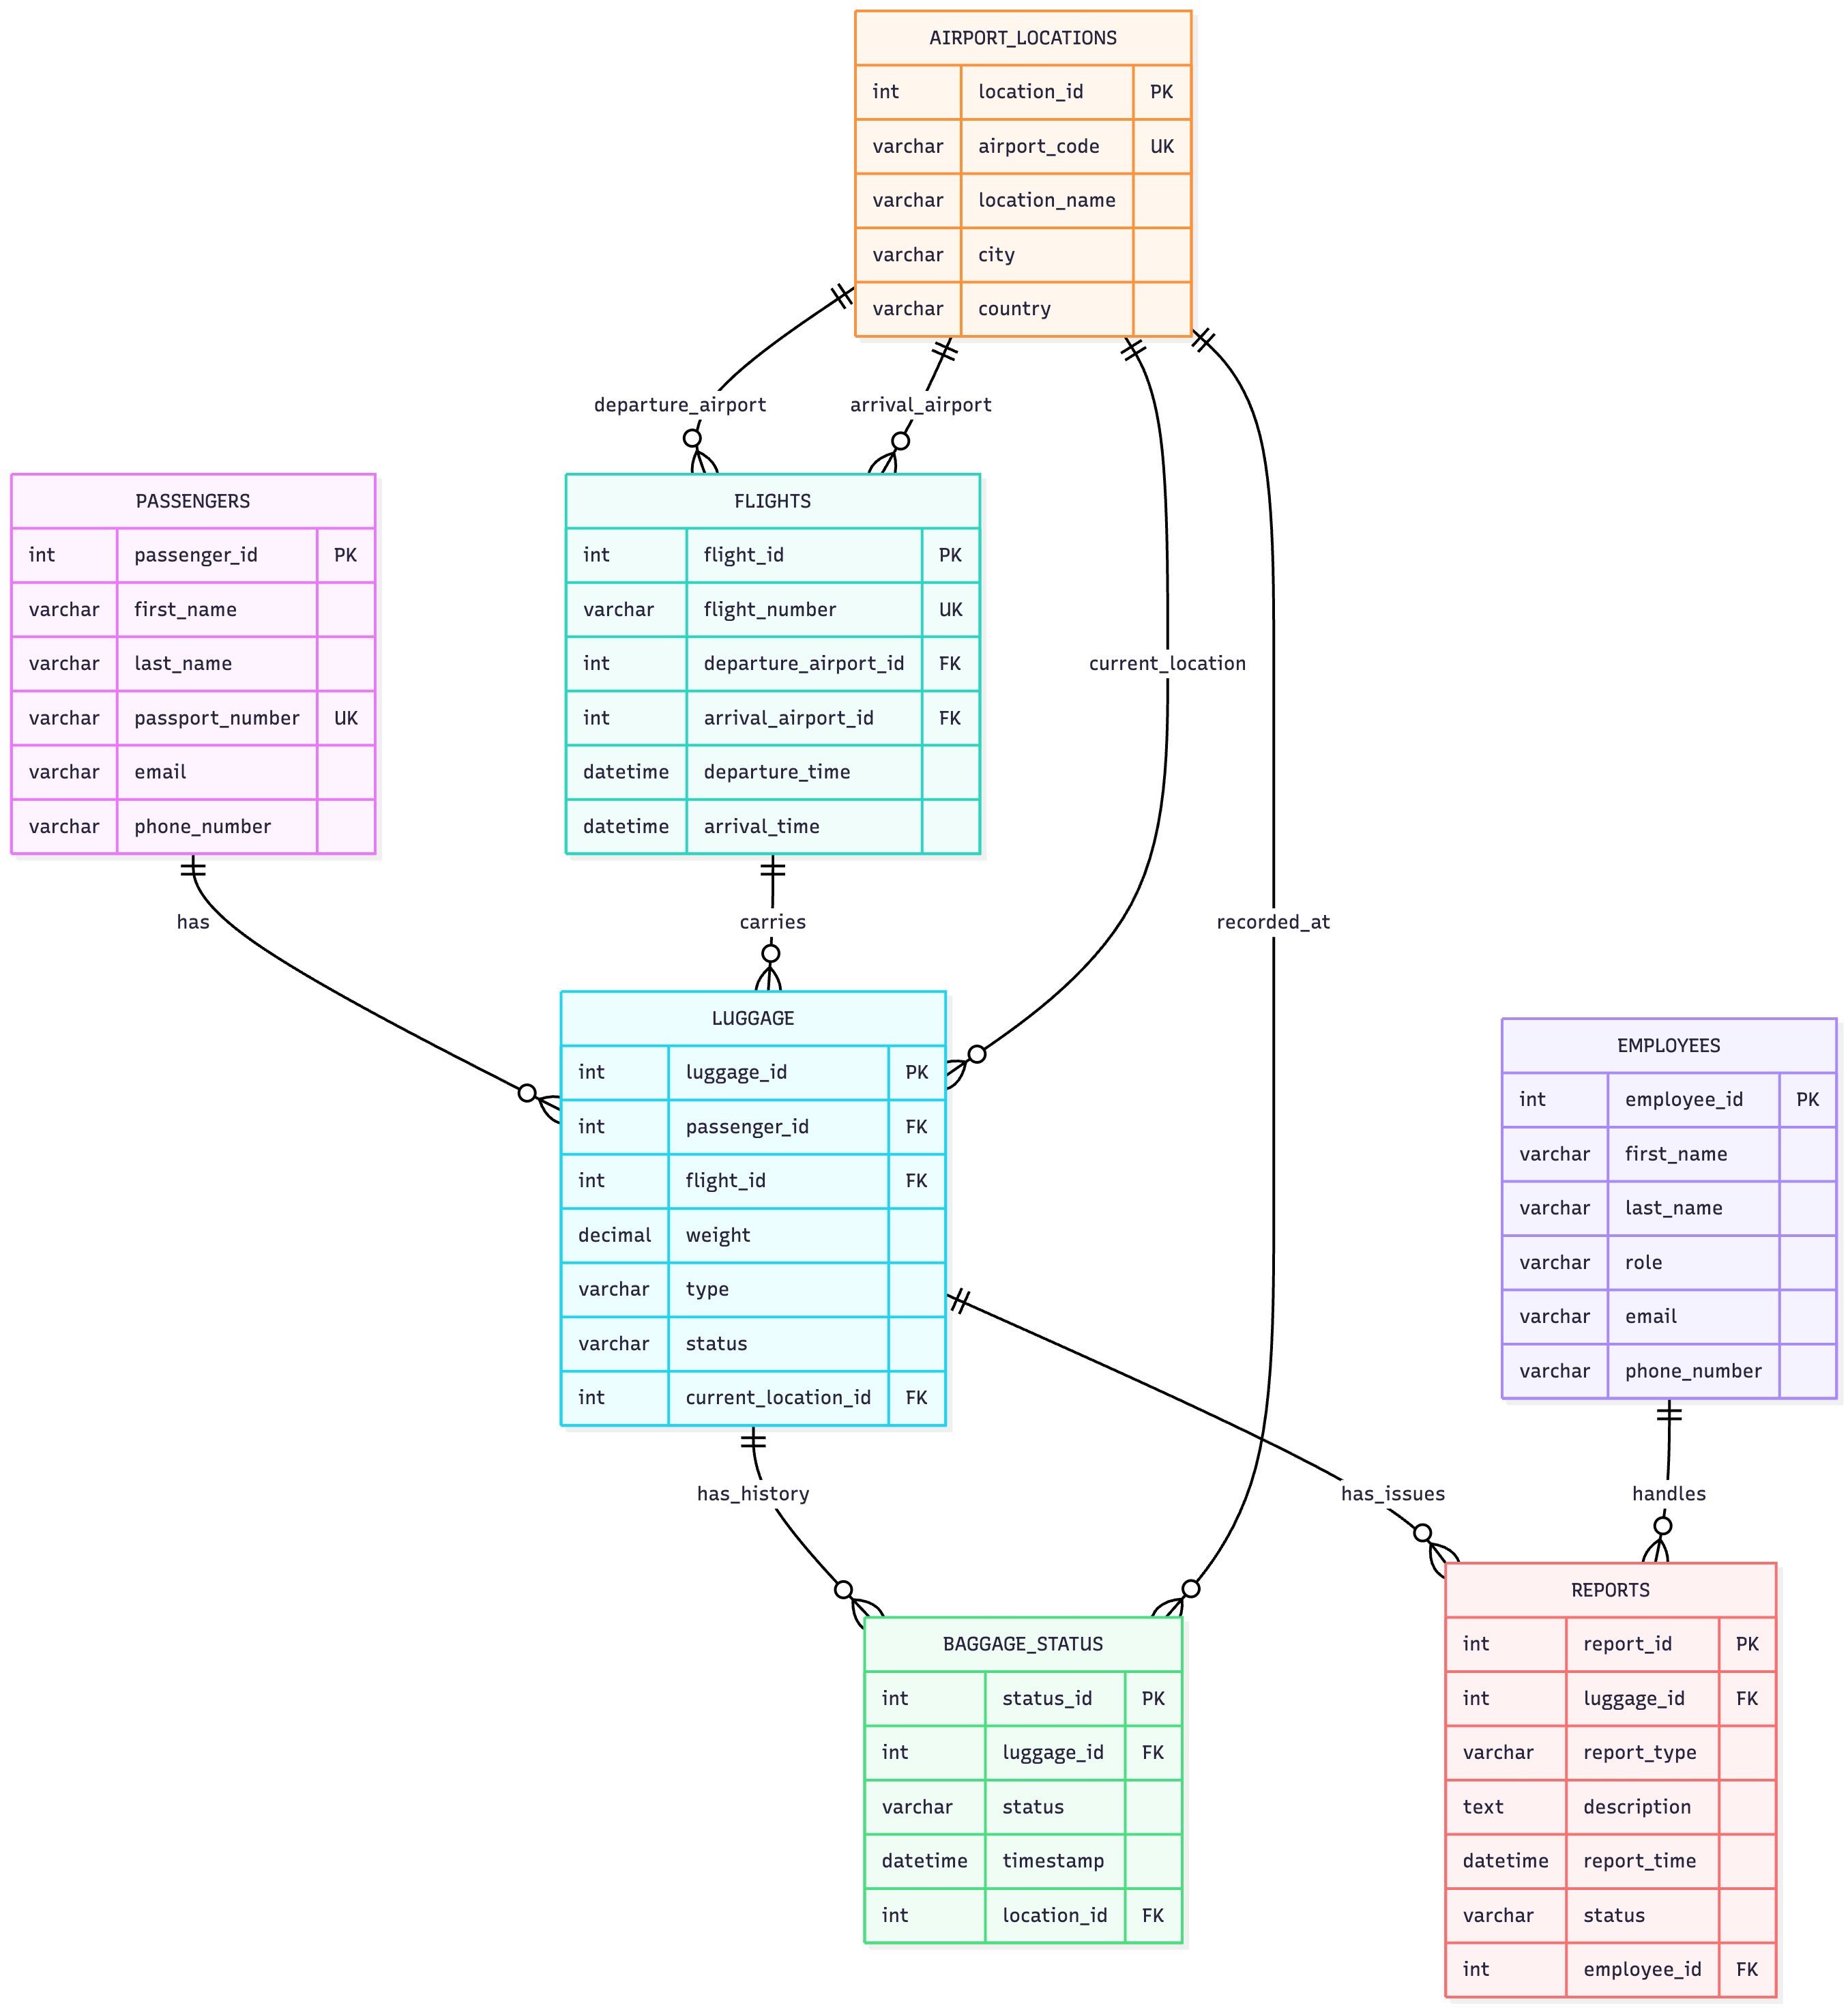 AIRPORT_LOCATIONS
int location_id PK
varchar airport_code UK
varchar location_name
varchar city
varchar country
departure_airport
arrival_airport
PASSENGERS
int passenger_id PK
varchar first_name
varchar last_name
varchar passport_number UK
varchar email
varchar phone_number
FLIGHTS
int flight_id PK
varchar flight_number UK
int departure_airport_id FK
int arrival_airport_id FK
datetime departure_time
datetime arrival_time
current_location
has
carries
recorded_at
LUGGAGE
int luggage_id PK
int passenger_id FK
int flight_id FK
decimal weight
varchar type
varchar status
int current_location_id FK
EMPLOYEES
int employee_id PK
varchar first_name
varchar last_name
varchar role
varchar email
varchar phone_number
has_history
has_issues
handles
BAGGAGE_STATUS
int status_id PK
int luggage_id FK
varchar status
datetime timestamp
int location_id FK
REPORTS
int report_id PK
int luggage_id FK
varchar report_type
text description
datetime report_time
varchar status
int employee_id FK